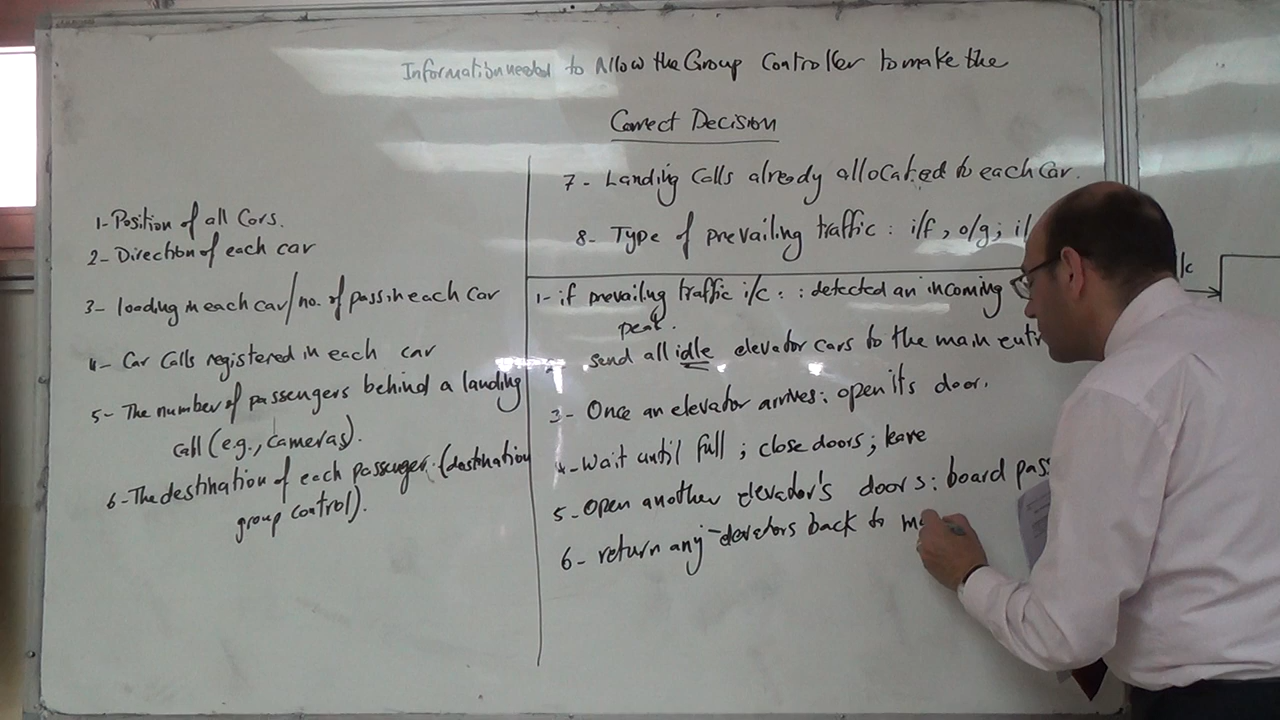 Information needed to Allow the Group Controller to make the
Correct Decision
1- Position of all Cars.
2- Direction of each car
3- loading in each car/no. of pass in each car
4- Car Calls registered in each car
5- The number of passengers behind a landing
call (e.g., cameras).
6- The destination of each passenger. (destination
group control).
7- Landing Calls already allocated to each car.
8- Type of prevailing traffic : i/f, o/g; i/
1- if prevailing traffic i/c : : detected an incoming
peak.
send all idle elevator cars to the main entr
3- Once an elevator arrives: open its door.
4- Wait until full ; close doors ; leave
5- Open another elevator's doors: board pass
6- return any elevators back to m
/c